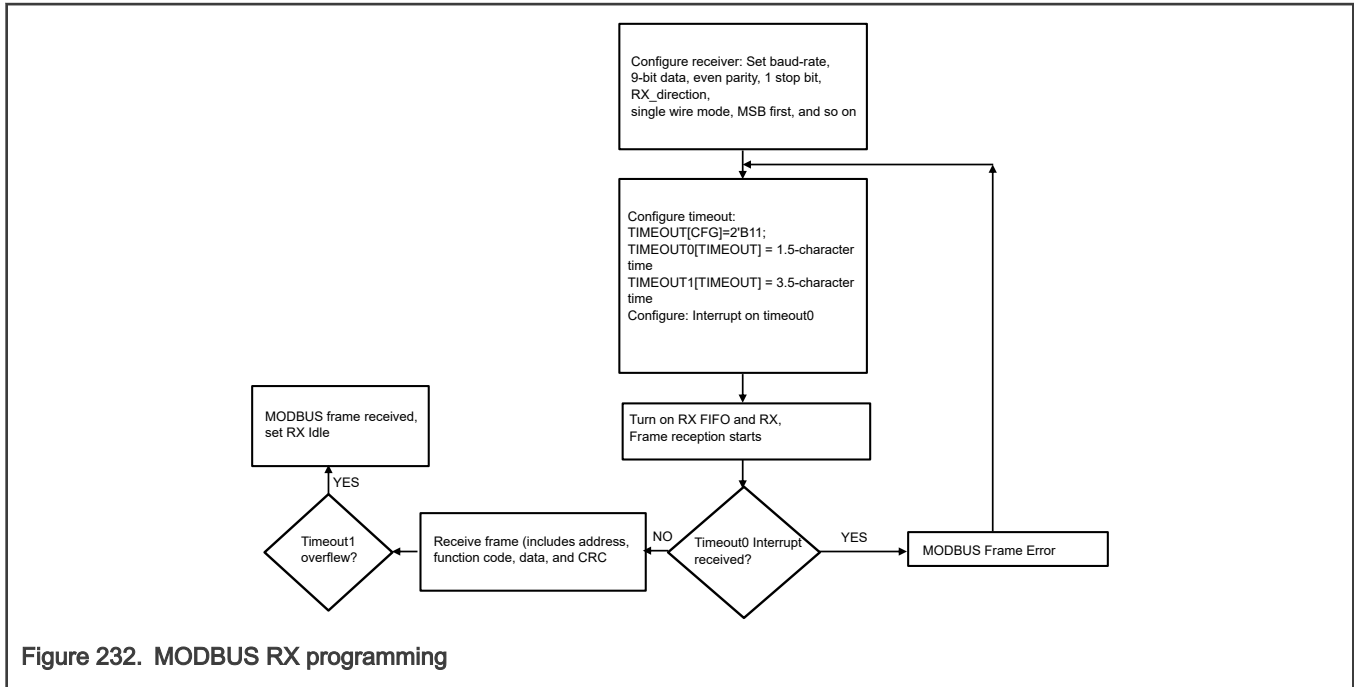 Configure receiver: Set baud-rate,
9-bit data, even parity, 1 stop bit,
RX_direction,
single wire mode, MSB first, and so on
Configure timeout:
TIMEOUT[CFG]=2'B11;
TIMEOUT0[TIMEOUT] = 1.5-character
time
TIMEOUT1[TIMEOUT] = 3.5-character
time
Configure: Interrupt on timeout0
Turn on RX FIFO and RX,
Frame reception starts
Timeout0 Interrupt
received?
YES
MODBUS Frame Error
NO
Receive frame (includes address,
function code, data, and CRC
Timeout1
overflew?
YES
MODBUS frame received,
set RX Idle
Figure 232. MODBUS RX programming